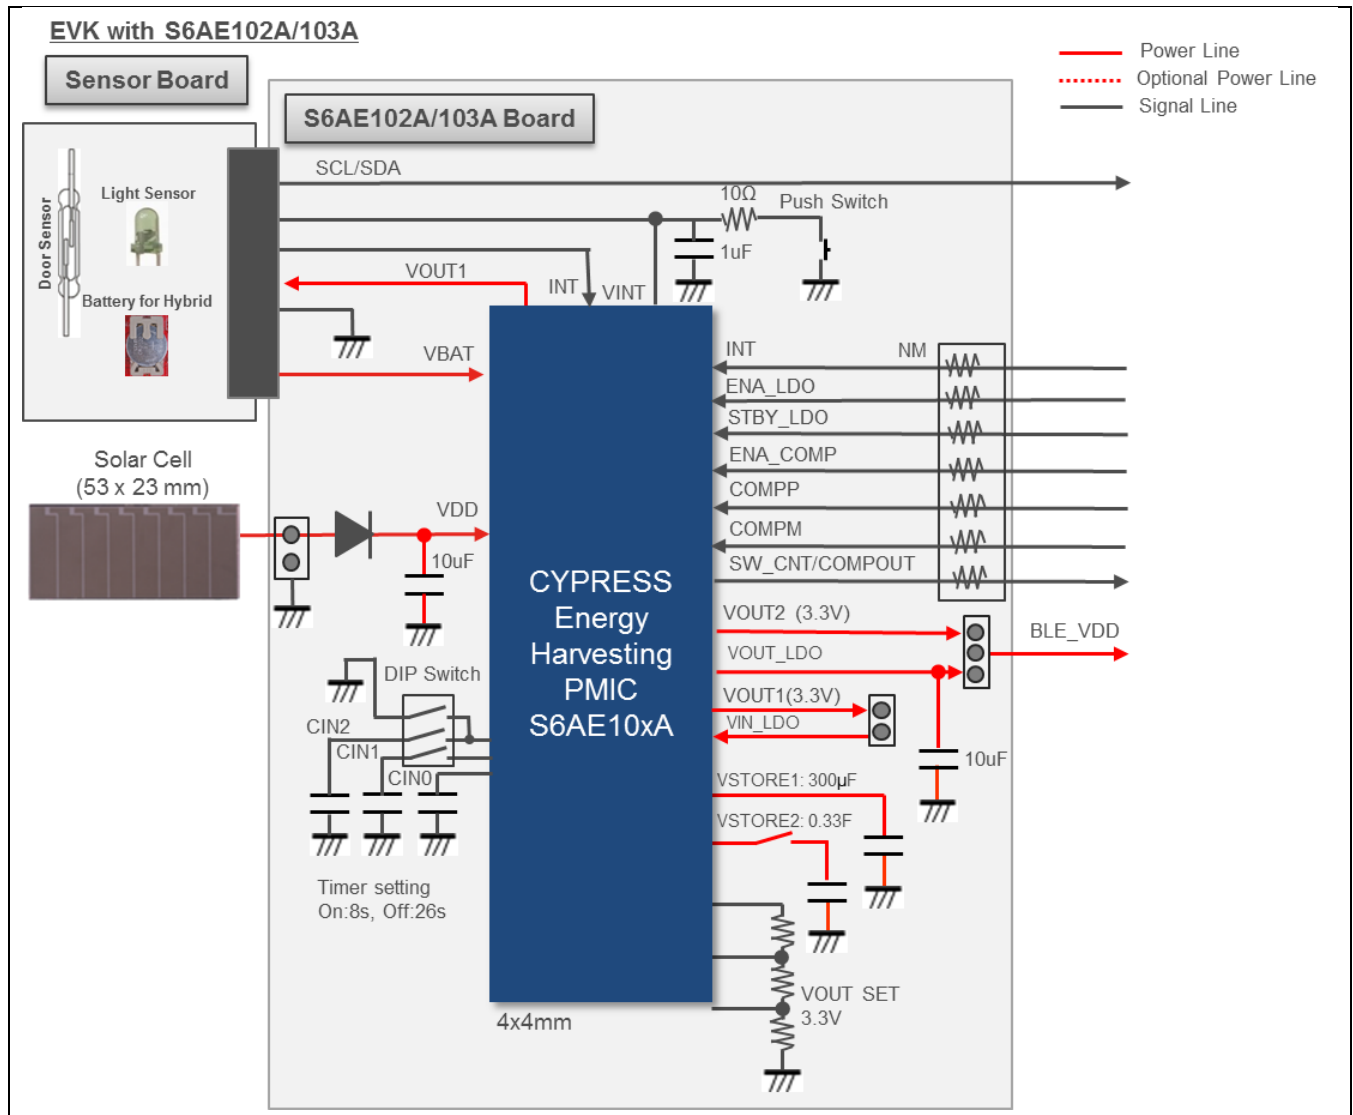 EVK with S6AE102A/103A
Power Line
Optional Power Line
Signal Line
Sensor Board
S6AE102A/103A Board
SCL/SDA
Light Sensor
Door Sensor
Battery for Hybrid
10Ω
Push Switch
1uF
VOUT1
INT
VINT
VBAT
INT
NM
ENA_LDO
STBY_LDO
ENA_COMP
COMPP
COMPM
SW_CNT/COMPOUT
Solar Cell
(53 x 23 mm)
VDD
10uF
CYPRESS
Energy
Harvesting
PMIC
S6AE10xA
VOUT2 (3.3V)
BLE_VDD
VOUT_LDO
VOUT1(3.3V)
VIN_LDO
10uF
DIP Switch
CIN2
CIN1
CIN0
VSTORE1: 300µF
VSTORE2: 0.33F
Timer setting
On:8s, Off:26s
VOUT SET
3.3V
4x4mm